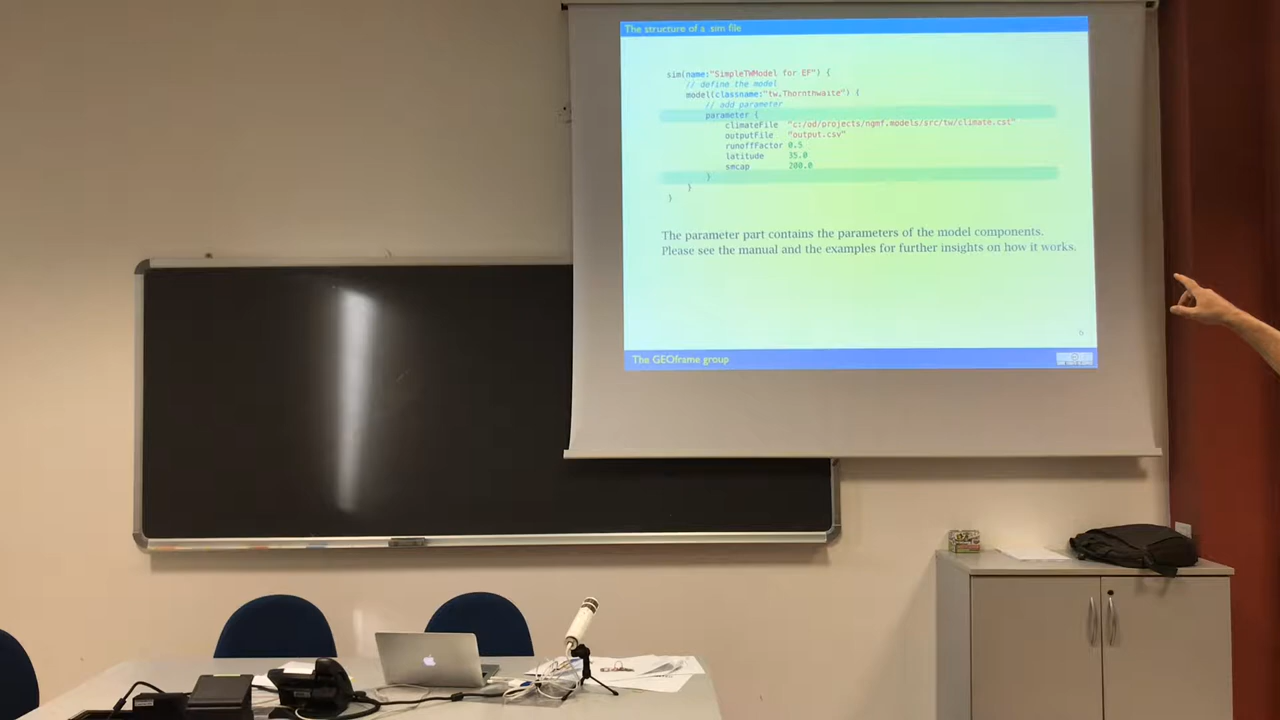 The structure of a .sim file
sim(name:"SimpleTWModel for EF") {
// define the model
model(classname:"tw.Thornthwaite") {
// add parameter
parameter {
climateFile "c:/od/projects/ngmf.models/src/tw/climate.cst"
outputFile "output.csv"
runoffFactor 0.5
latitude 35.0
smcap 200.0
}
}
}
The parameter part contains the parameters of the model components.
Please see the manual and the examples for further insights on how it works.
6
The GEOframe group